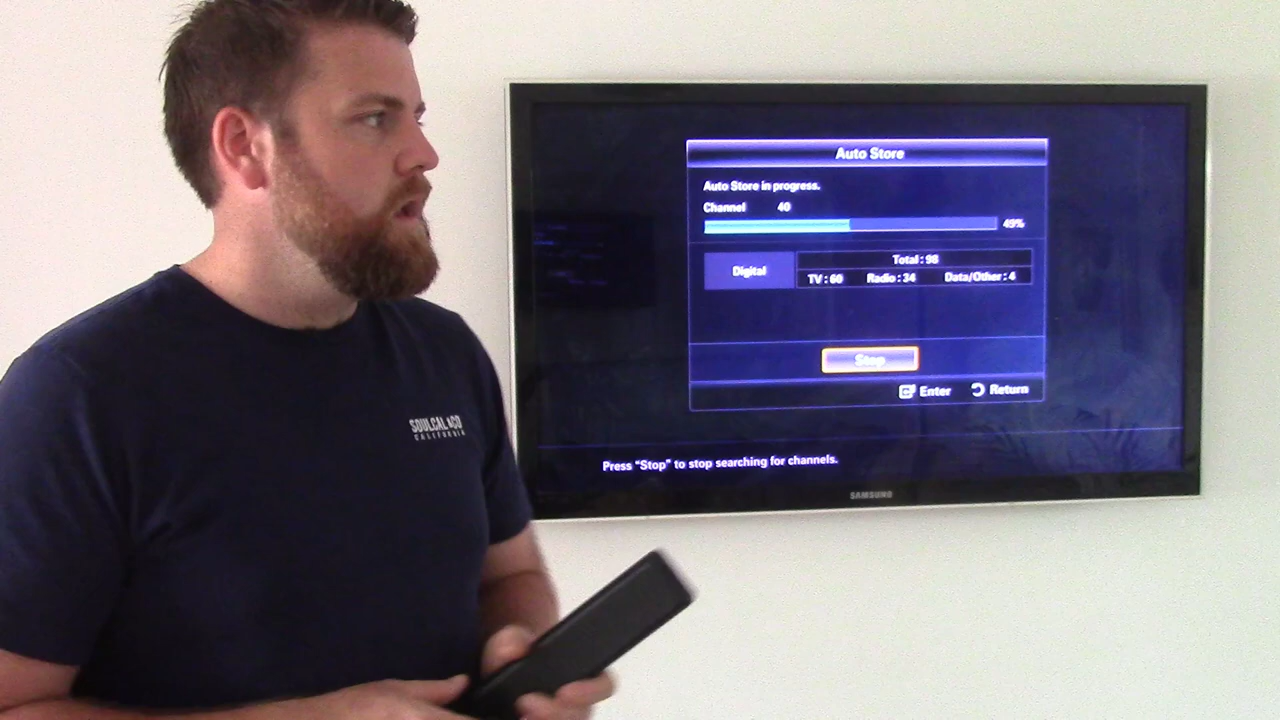 Auto Store
Auto Store in progress.
Channel 40
49%
Digital
Total : 98
TV : 60 Radio : 34 Data/Other : 4
Stop
Enter Return
Press "Stop" to stop searching for channels.
SAMSUNG
SOULCAL&CO
CALIFORNIA